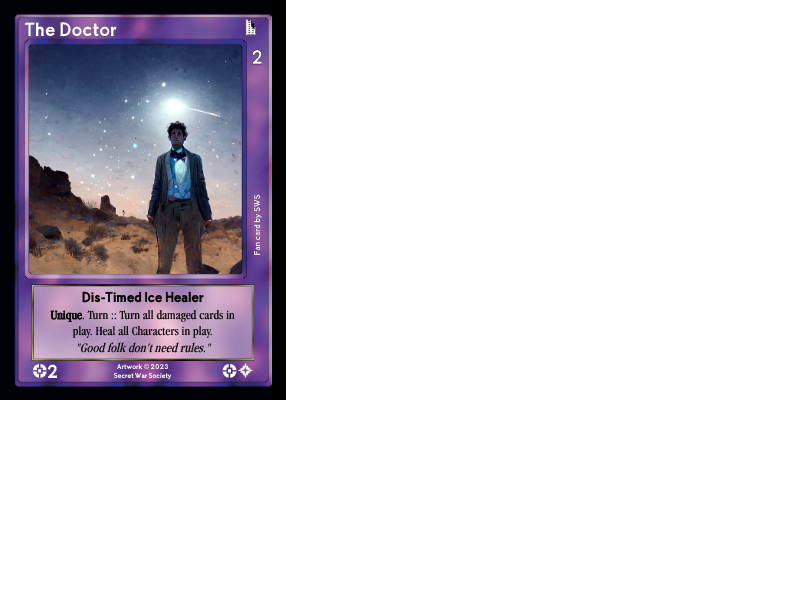 The Doctor
2
Fan card by SWS
Dis-Timed Ice Healer
Unique. Turn :: Turn all damaged cards in
play. Heal all Characters in play.
"Good folk don't need rules."
2
Artwork © 2023
Secret War Society